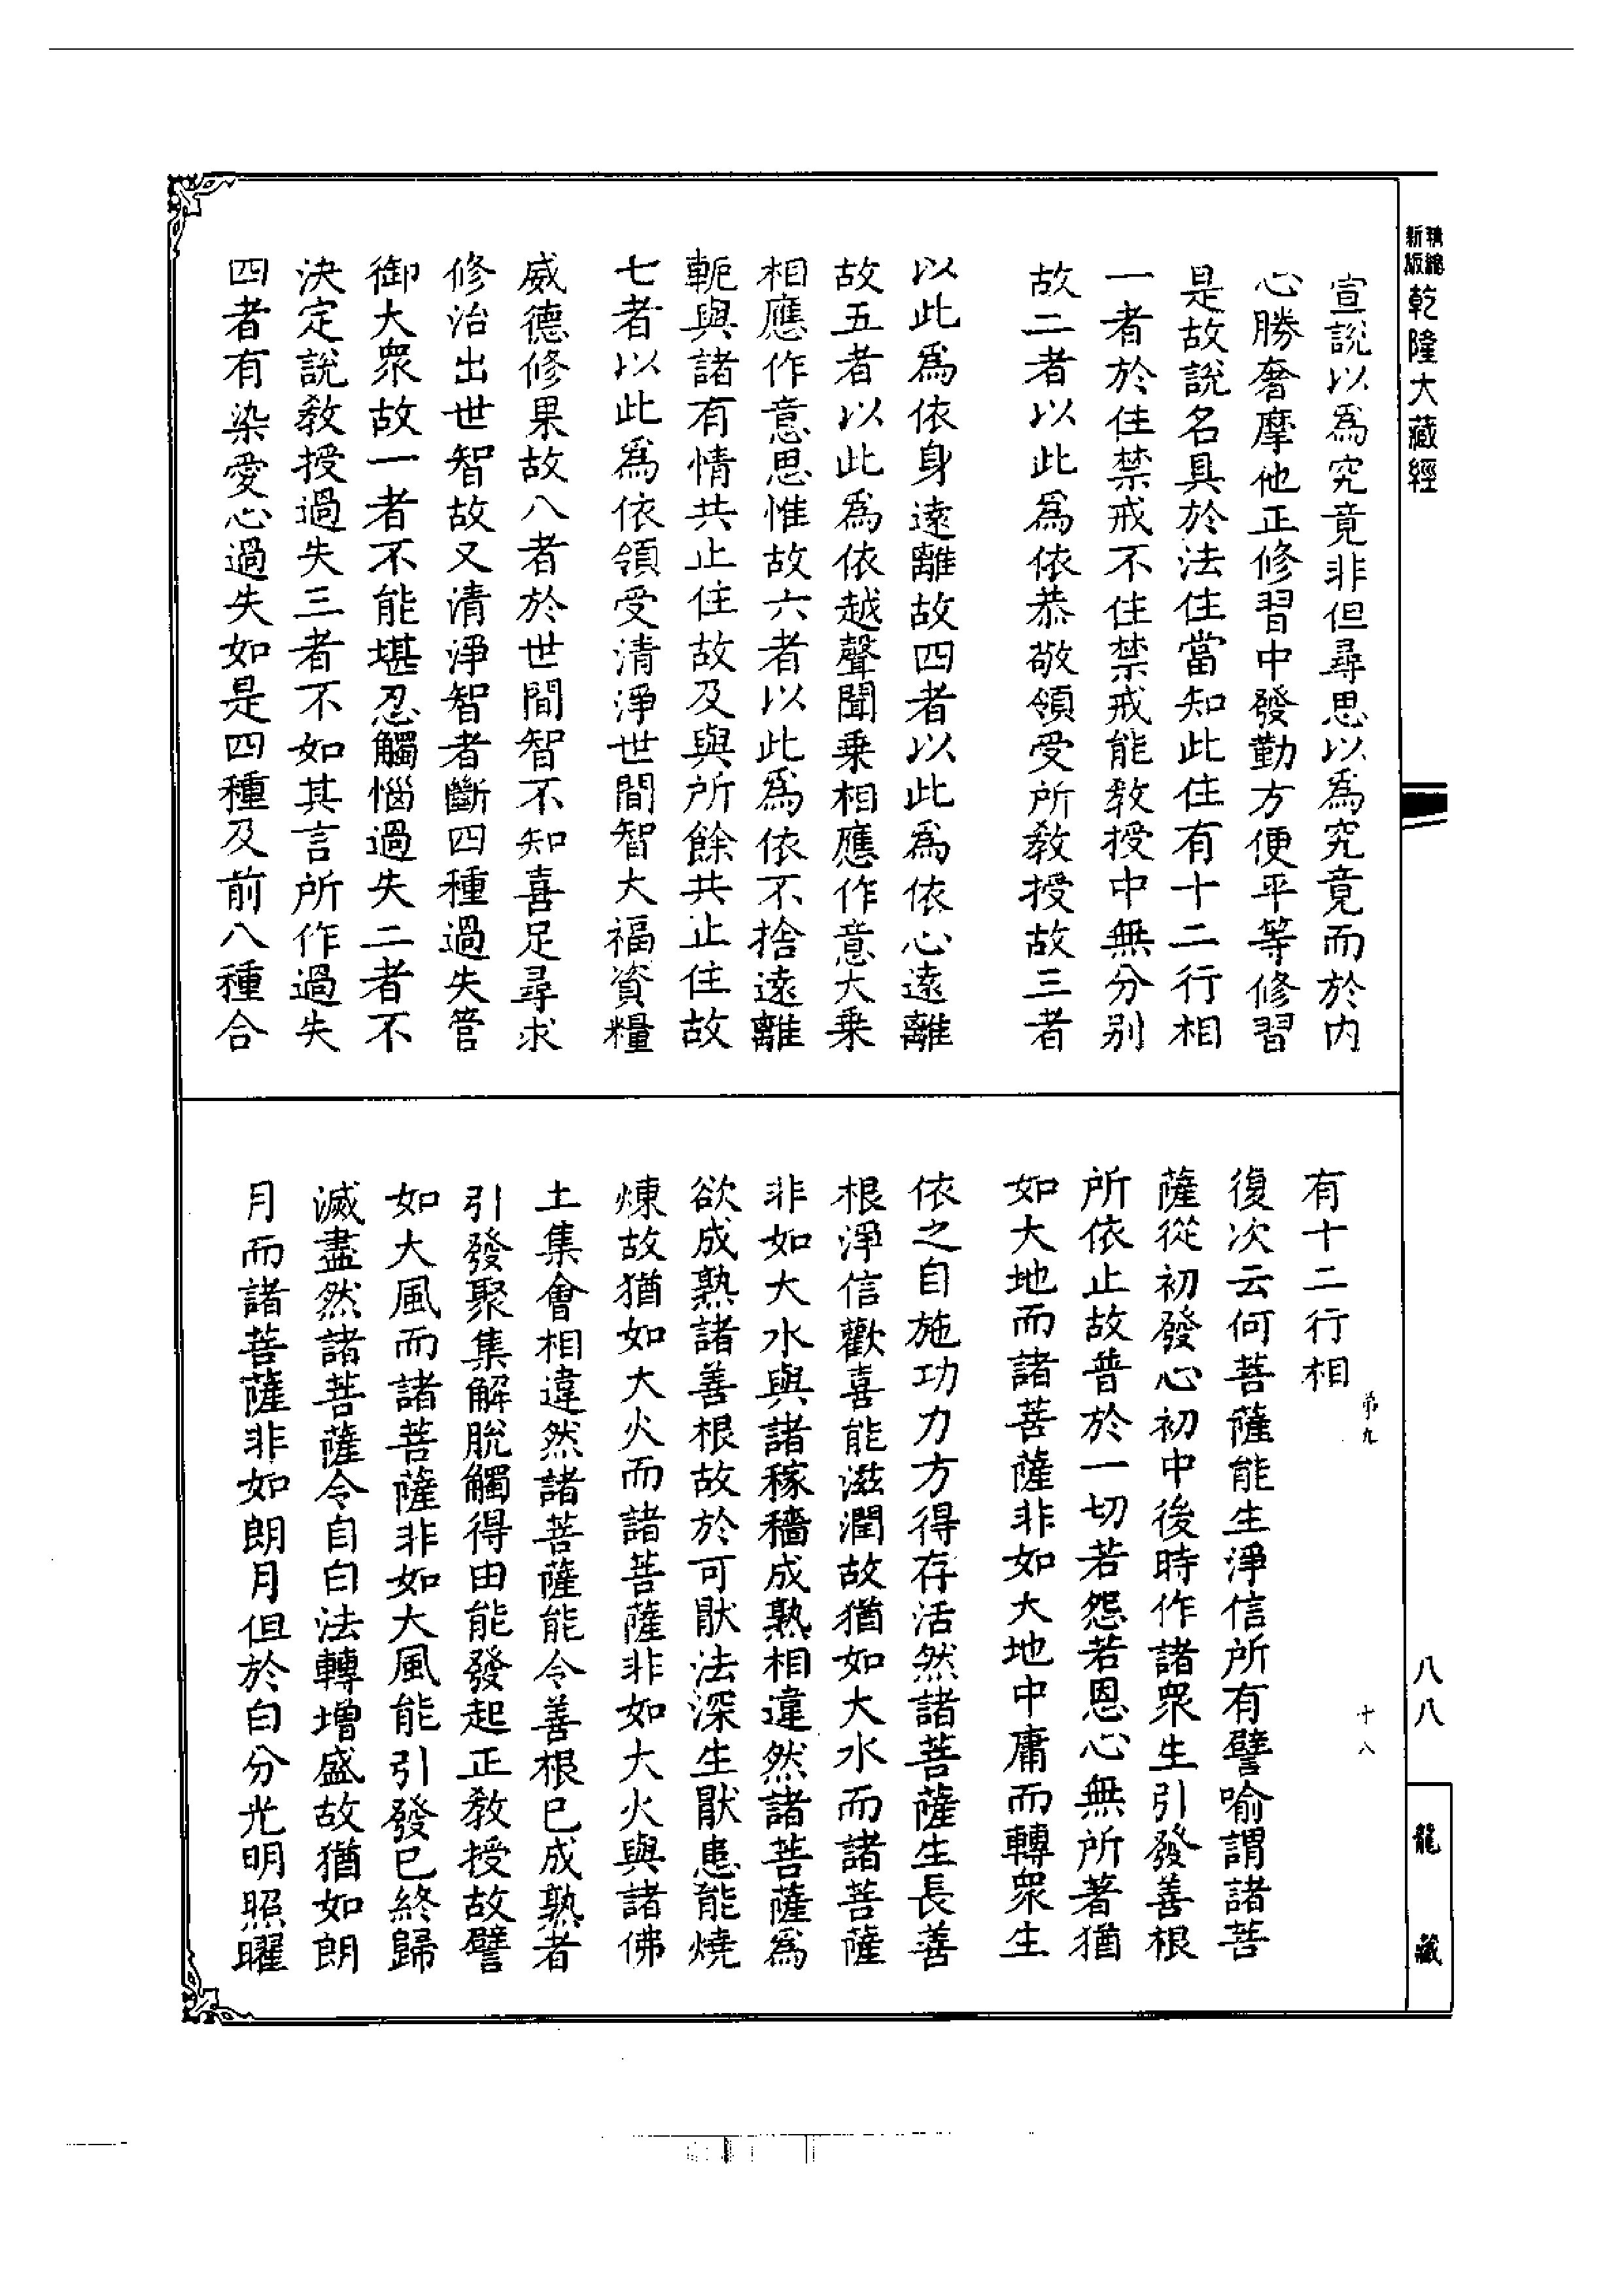 精縮新版乾隆大藏經
宣說以爲究竟非但尋思以爲究竟而於內
心勝奢摩他正修習中發勤方便平等修習
是故說名具於法住當知此住有十二行相
一者於住禁戒不住禁戒能教授中無分別
故二者以此爲依恭敬領受所教授故三者
以此爲依身遠離故四者以此爲依心遠離
故五者以此爲依越聲聞乗相應作意大乗
相應作意思惟故六者以此爲依不捨遠離
軛與諸有情共止住故及與所餘共止住故
七者以此爲依領受清淨世間智大福資糧
威德修果故八者於世間智不知喜足尋求
修治出世智故又清淨智者斷四種過失管
御大衆故一者不能堪忍觸惱過失二者不
決定說教授過失三者不如其言所作過失
四者有染愛心過失如是四種及前八種合
有十二行相
第九
十八
復次云何菩薩能生淨信所有譬喻謂諸菩
薩從初發心初中後時作諸衆生引發善根
所依止故普於一切若怨若恩心無所著猶
如大地而諸菩薩非如大地中庸而轉衆生
依之自施功力方得存活然諸菩薩生長善
根淨信歡喜能滋潤故猶如大水而諸菩薩
非如大水與諸稼穡成熟相違然諸菩薩爲
欲成熟諸善根故於可猒法深生猒患能燒
煉故猶如大火而諸菩薩非如大火與諸佛
土集會相違然諸菩薩能令善根已成熟者
引發聚集解脫觸得由能發起正教授故譬
如大風而諸菩薩非如大風能引發已終歸
滅盡然諸菩薩令自白法轉增盛故猶如朗
月而諸菩薩非如朗月但於白分光明照曜
八八
龍藏